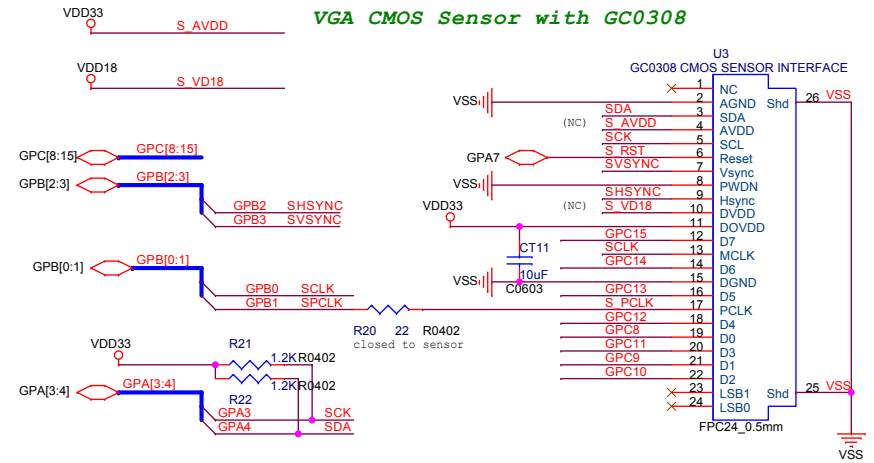 VGA CMOS Sensor with GC0308
VDD33
S_AVDD
VDD18
S_VD18
GPC[8:15]
GPC[8:15]
GPB[2:3]
GPB[2:3]
GPB2 SHSYNC
GPB3 SVSYNC
GPB[0:1]
GPB[0:1]
GPB0 SCLK
GPB1 SPCLK
R20 22 R0402
closed to sensor
VDD33
R21
1.2K R0402
1.2K R0402
R22
GPA[3:4]
GPA[3:4]
GPA3 SCK
GPA4 SDA
U3
GC0308 CMOS SENSOR INTERFACE
1 NC
VSS 2 AGND Shd 26 VSS
SDA 3 SDA
(NC) S_AVDD 4 AVDD
SCK 5 SCL
GPA7 S_RST 6 Reset
SVSYNC 7 Vsync
VSS 8 PWDN
SHSYNC 9 Hsync
(NC) S_VD18 10 DVDD
VDD33 11 DOVDD
GPC15 12 D7
CT11
SCLK 13 MCLK
GPC14 14 D6
10uF
VSS 15 DGND
C0603
GPC13 16 D5
S_PCLK 17 PCLK
GPC12 18 D4
GPC8 19 D0
GPC11 20 D3
GPC9 21 D1
GPC10 22 D2
23 LSB1 Shd 25 VSS
24 LSB0
FPC24_0.5mm
VSS